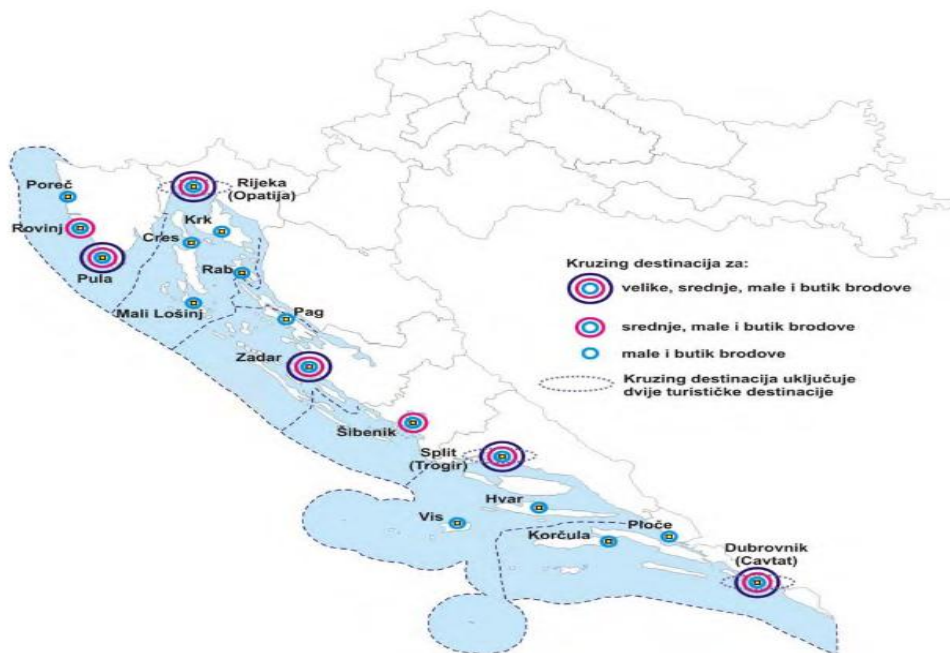 Poreč
Rijeka
(Opatija)
Krk
Rovinj
Cres
Pula
Rab
Mali Lošinj
Pag
Zadar
Šibenik
Split
(Trogir)
Hvar
Vis
Ploče
Korčula
Dubrovnik
(Cavtat)
Kruzing destinacija za:
velike, srednje, male i butik brodove
srednje, male i butik brodove
male i butik brodove
Kruzing destinacija uključuje
dvije turističke destinacije